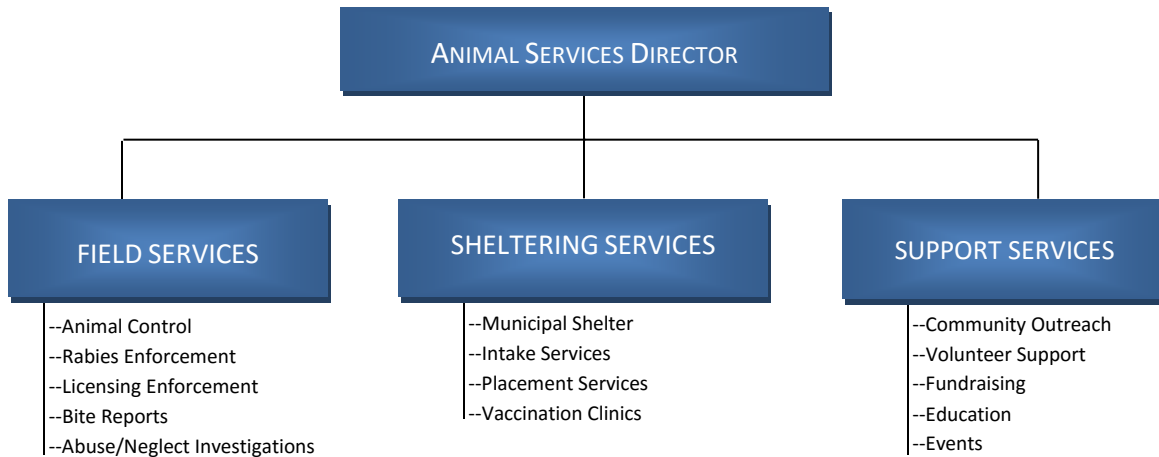 ANIMAL SERVICES DIRECTOR
FIELD SERVICES
--Animal Control
--Rabies Enforcement
--Licensing Enforcement
--Bite Reports
--Abuse/Neglect Investigations
SHELTERING SERVICES
--Municipal Shelter
--Intake Services
--Placement Services
--Vaccination Clinics
SUPPORT SERVICES
--Community Outreach
--Volunteer Support
--Fundraising
--Education
--Events